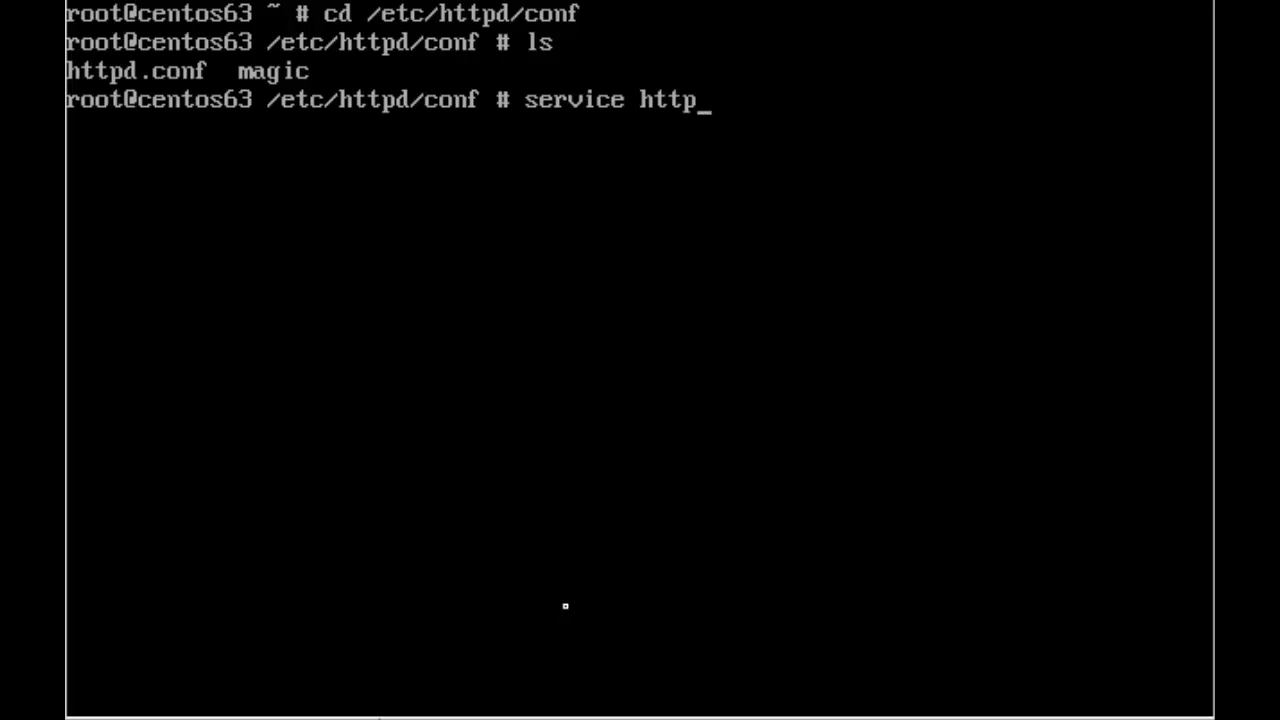 root@centos63 ~ # cd /etc/httpd/conf
root@centos63 /etc/httpd/conf # ls
httpd.conf  magic
root@centos63 /etc/httpd/conf # service http_